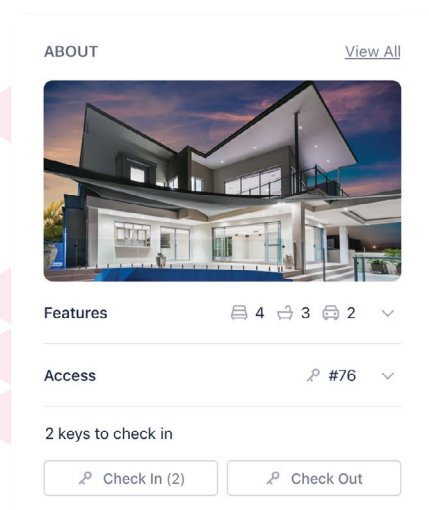 ABOUT View All
Features 4 3 2
Access #76
2 keys to check in
Check In (2) Check Out